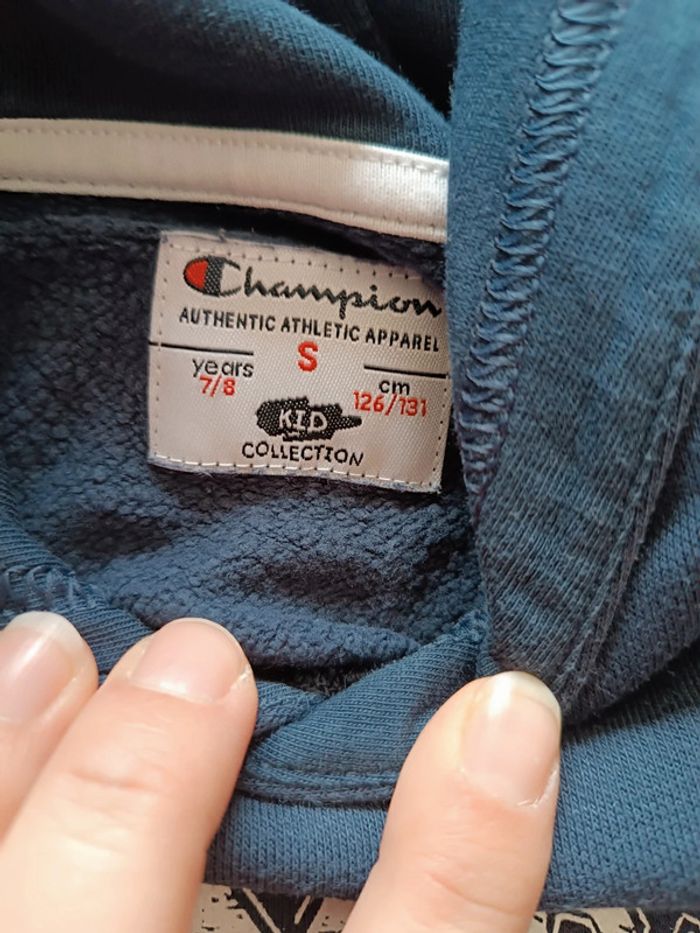 Champion
AUTHENTIC ATHLETIC APPAREL
S
years
7/8
cm
126/131
KID
COLLECTION